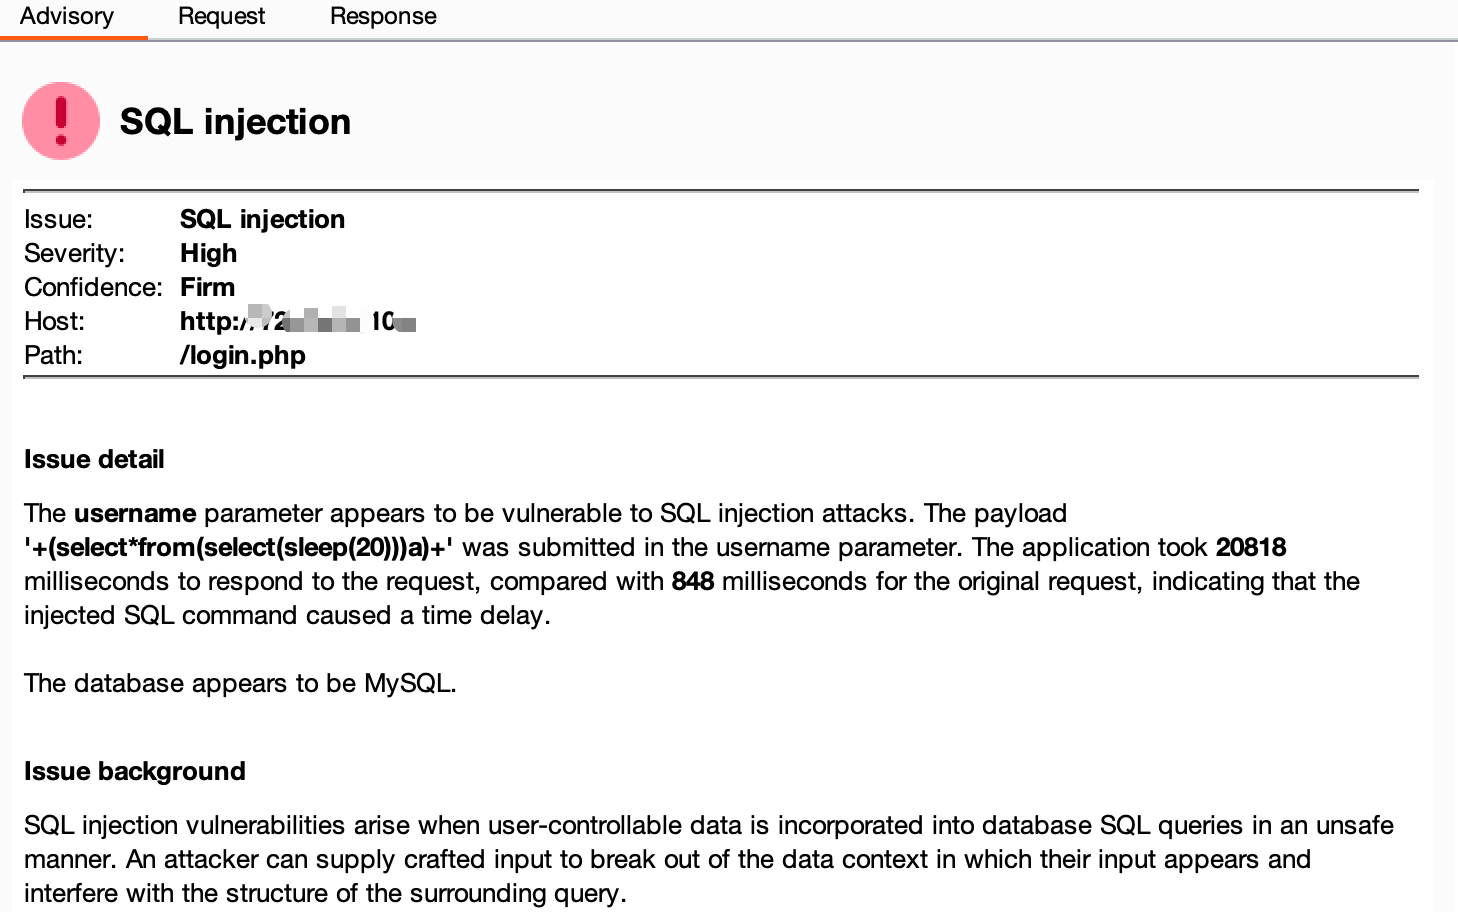 Advisory Request Response
SQL injection
Issue: SQL injection
Severity: High
Confidence: Firm
Host: http:/
Path: /login.php
Issue detail
The username parameter appears to be vulnerable to SQL injection attacks. The payload
'+(select*from(select(sleep(20)))a)+' was submitted in the username parameter. The application took 20818
milliseconds to respond to the request, compared with 848 milliseconds for the original request, indicating that the
injected SQL command caused a time delay.
The database appears to be MySQL.
Issue background
SQL injection vulnerabilities arise when user-controllable data is incorporated into database SQL queries in an unsafe
manner. An attacker can supply crafted input to break out of the data context in which their input appears and
interfere with the structure of the surrounding query.